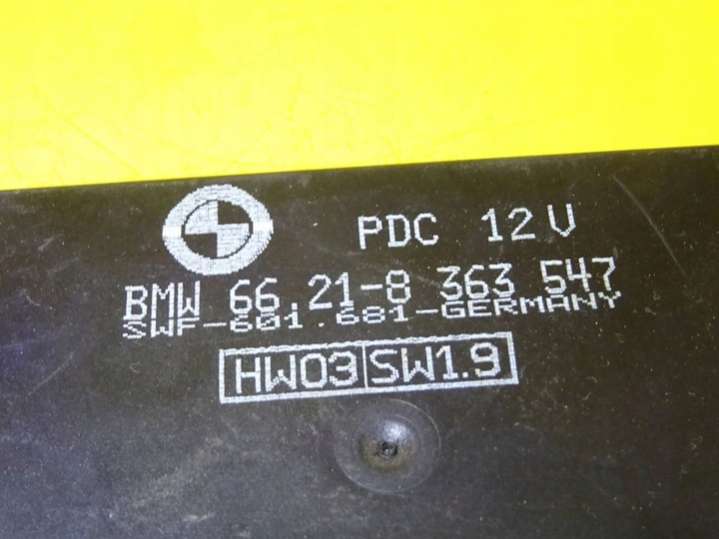 PDC 12V
BMW 66.21-8 363 547
SWF-601.681-GERMANY
HW03 SW1.9